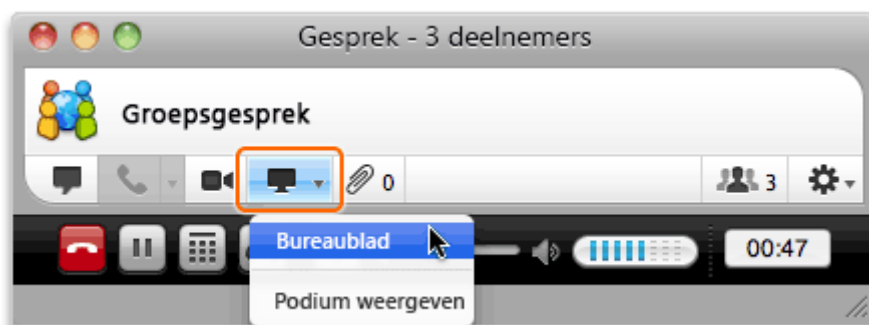 Gesprek - 3 deelnemers
Groepsgesprek
0
3
Bureaublad
00:47
Podium weergeven